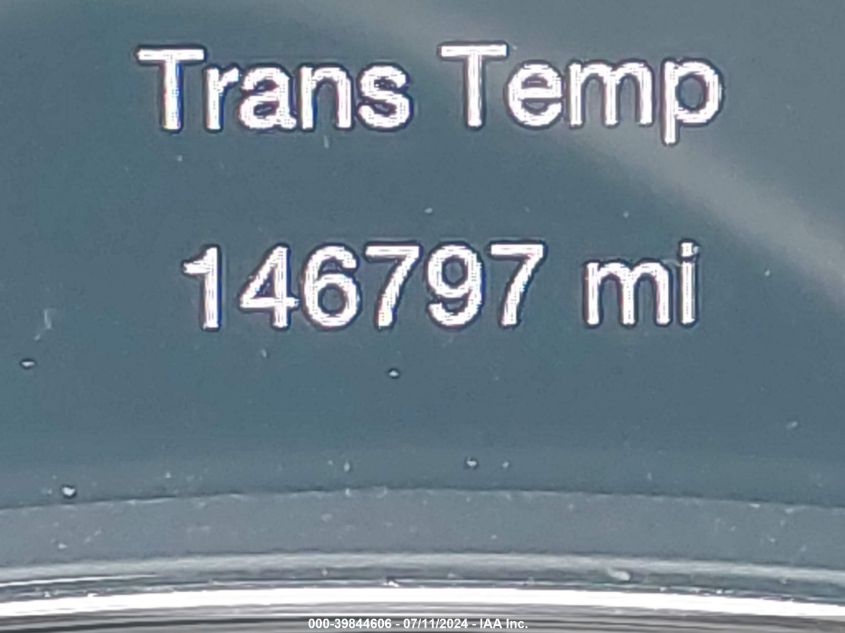 Trans Temp
146797 mi
000-39844606 - 07/11/2024 - IAA Inc.